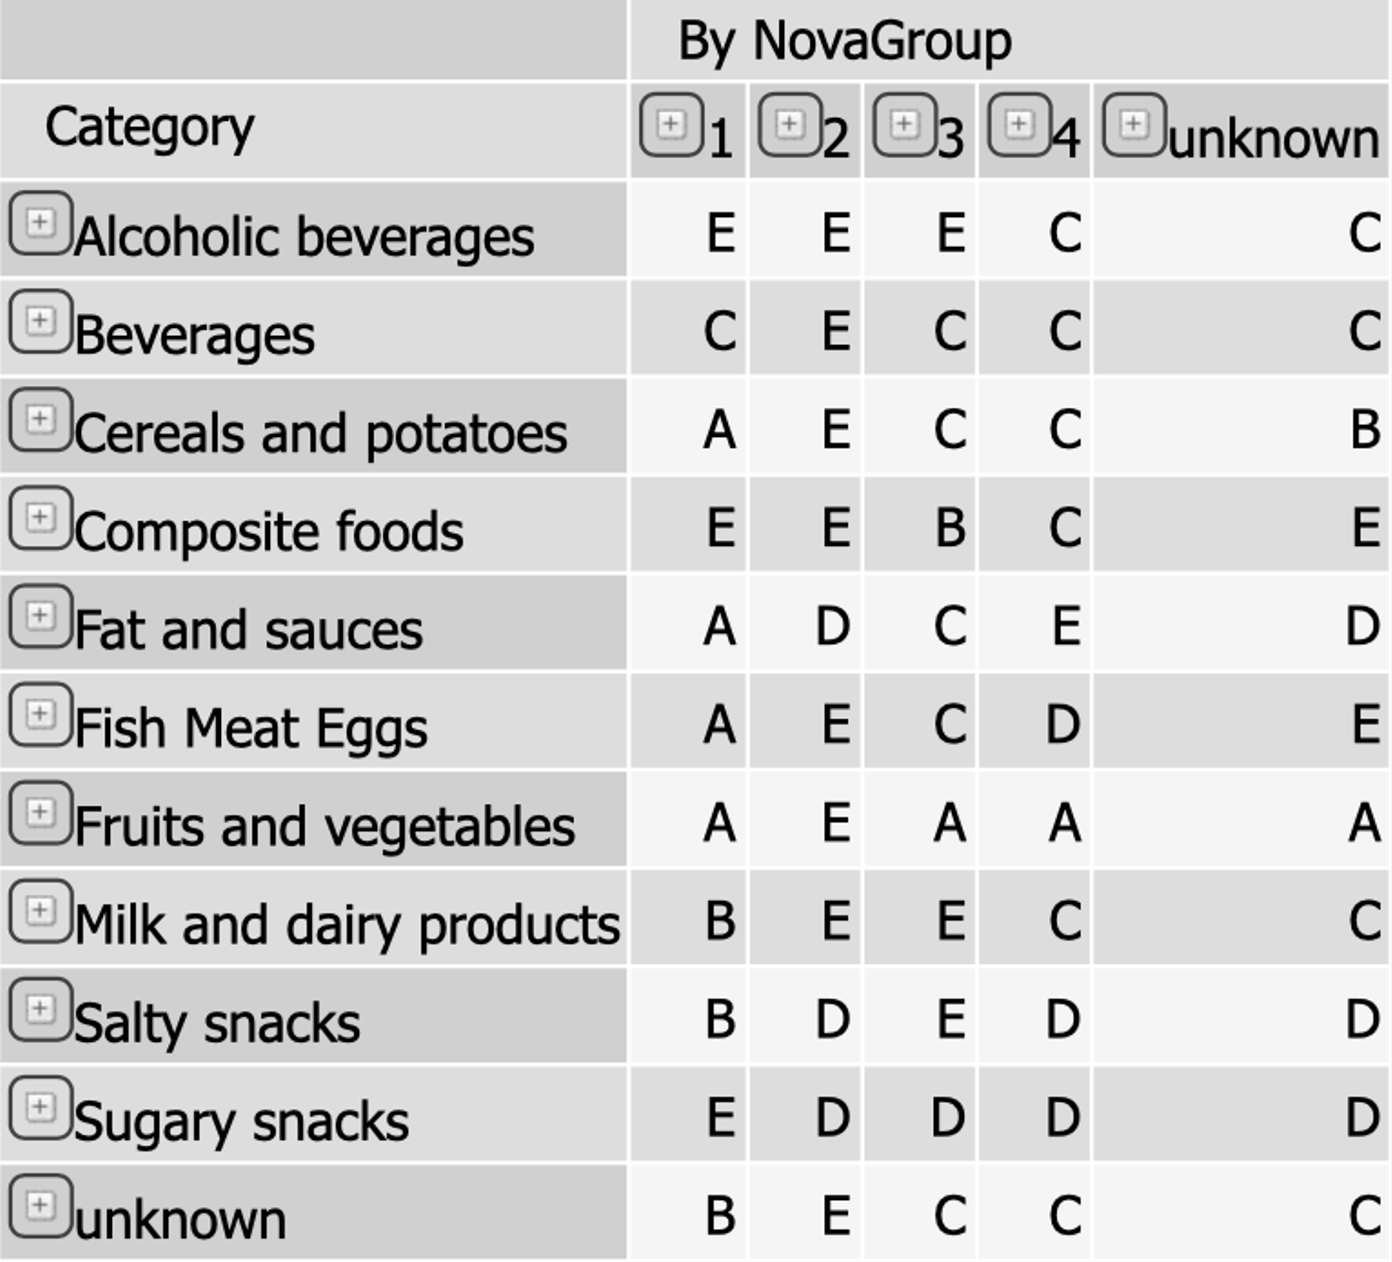 By NovaGroup
Category 1 2 3 4 unknown
Alcoholic beverages E E E C C
Beverages C E C C C
Cereals and potatoes A E C C B
Composite foods E E B C E
Fat and sauces A D C E D
Fish Meat Eggs A E C D E
Fruits and vegetables A E A A A
Milk and dairy products B E E C C
Salty snacks B D E D D
Sugary snacks E D D D D
unknown B E C C C